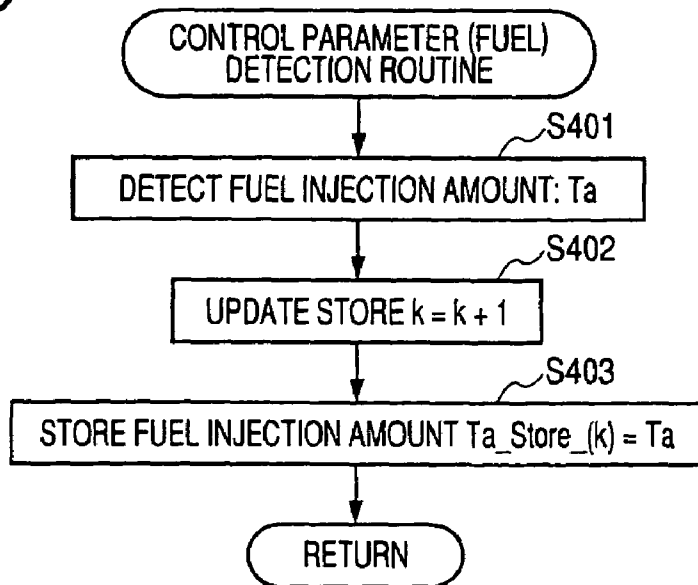 CONTROL PARAMETER (FUEL)
DETECTION ROUTINE
S401
DETECT FUEL INJECTION AMOUNT: Ta
S402
UPDATE STORE k = k + 1
S403
STORE FUEL INJECTION AMOUNT Ta_Store_(k) = Ta
RETURN